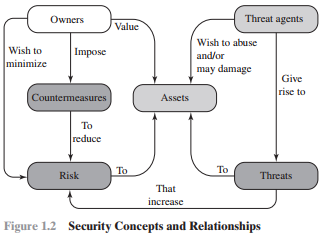 Owners
Threat agents
Value
Wish to
minimize
Impose
Wish to abuse
and/or
may damage
Give
rise to
Countermeasures
Assets
To
reduce
Risk
To
To
Threats
That
increase
Figure 1.2 Security Concepts and Relationships